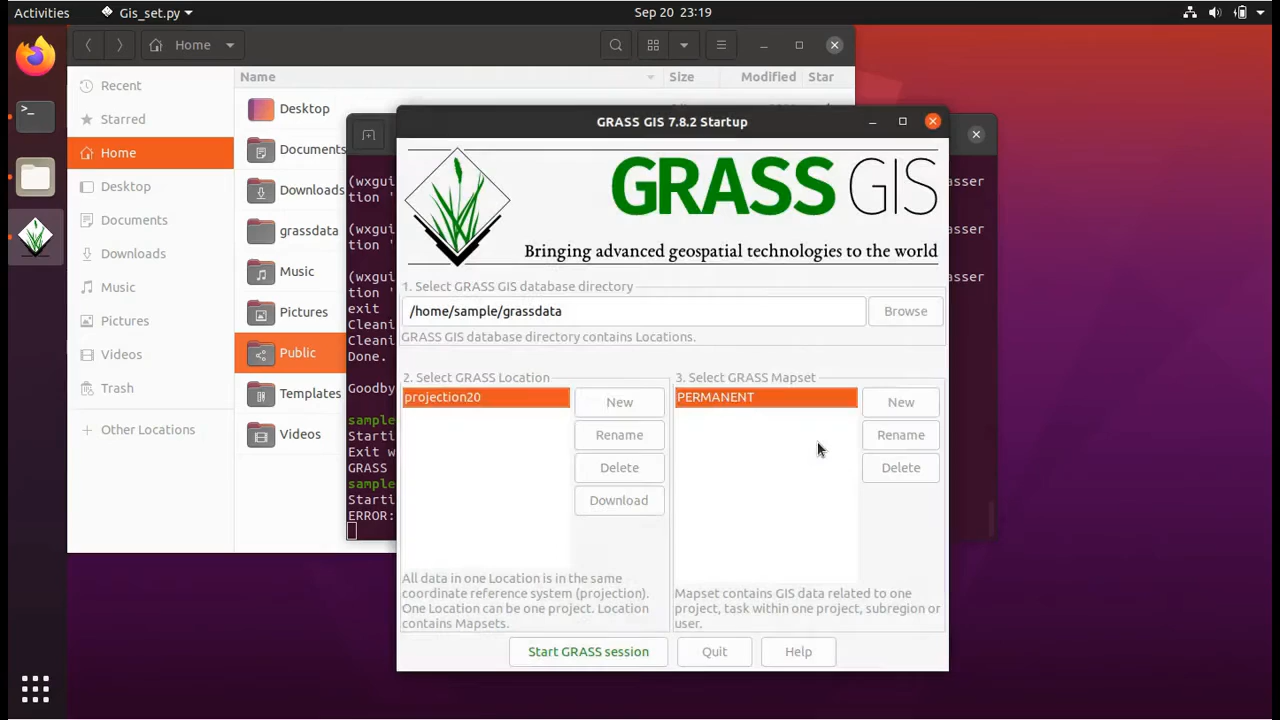 Activities
Gis_set.py
Sep 20 23:19
Home
Recent
Starred
Home
Desktop
Documents
Downloads
Music
Pictures
Videos
Trash
Other Locations
Name
Size
Modified
Star
Desktop
Documents
Downloads
grassdata
Music
Pictures
Public
Templates
Videos
(wxgui
tion '
(wxgui
tion '
(wxgui
tion '
exit
Cleani
Cleani
Done.
Goodby
sample
Starti
Exit w
GRASS
sample
Starti
ERROR:
asser
asser
asser
GRASS GIS 7.8.2 Startup
GRASS GIS
Bringing advanced geospatial technologies to the world
1. Select GRASS GIS database directory
/home/sample/grassdata
Browse
GRASS GIS database directory contains Locations.
2. Select GRASS Location
projection20
New
Rename
Delete
Download
All data in one Location is in the same
coordinate reference system (projection).
One Location can be one project. Location
contains Mapsets.
3. Select GRASS Mapset
PERMANENT
New
Rename
Delete
Mapset contains GIS data related to one
project, task within one project, subregion or
user.
Start GRASS session
Quit
Help